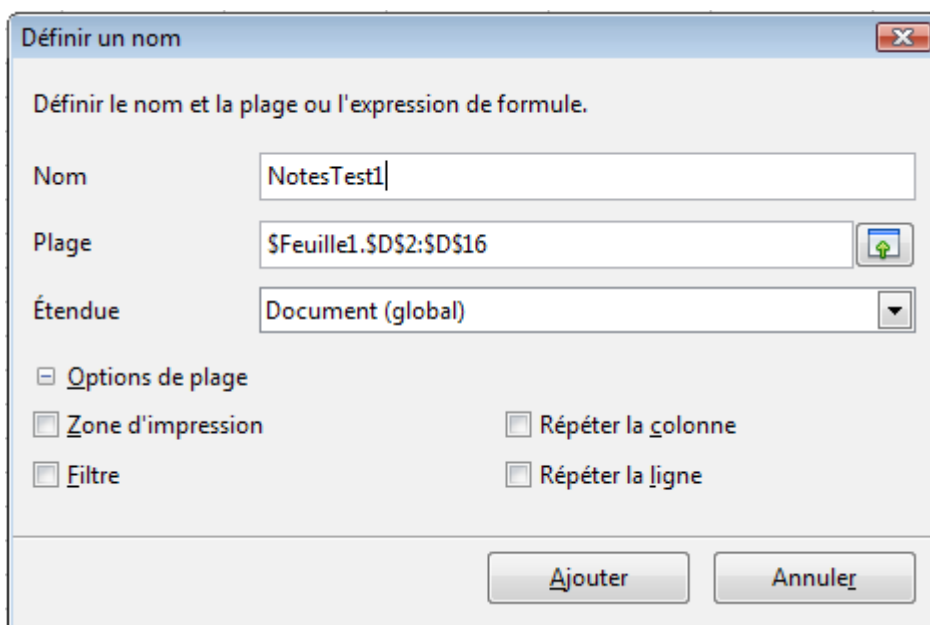 Définir un nom
Définir le nom et la plage ou l'expression de formule.
Nom NotesTest1
Plage $Feuille1.$D$2:$D$16
Étendue Document (global)
Options de plage
Zone d'impression Répéter la colonne
Filtre Répéter la ligne
Ajouter Annuler